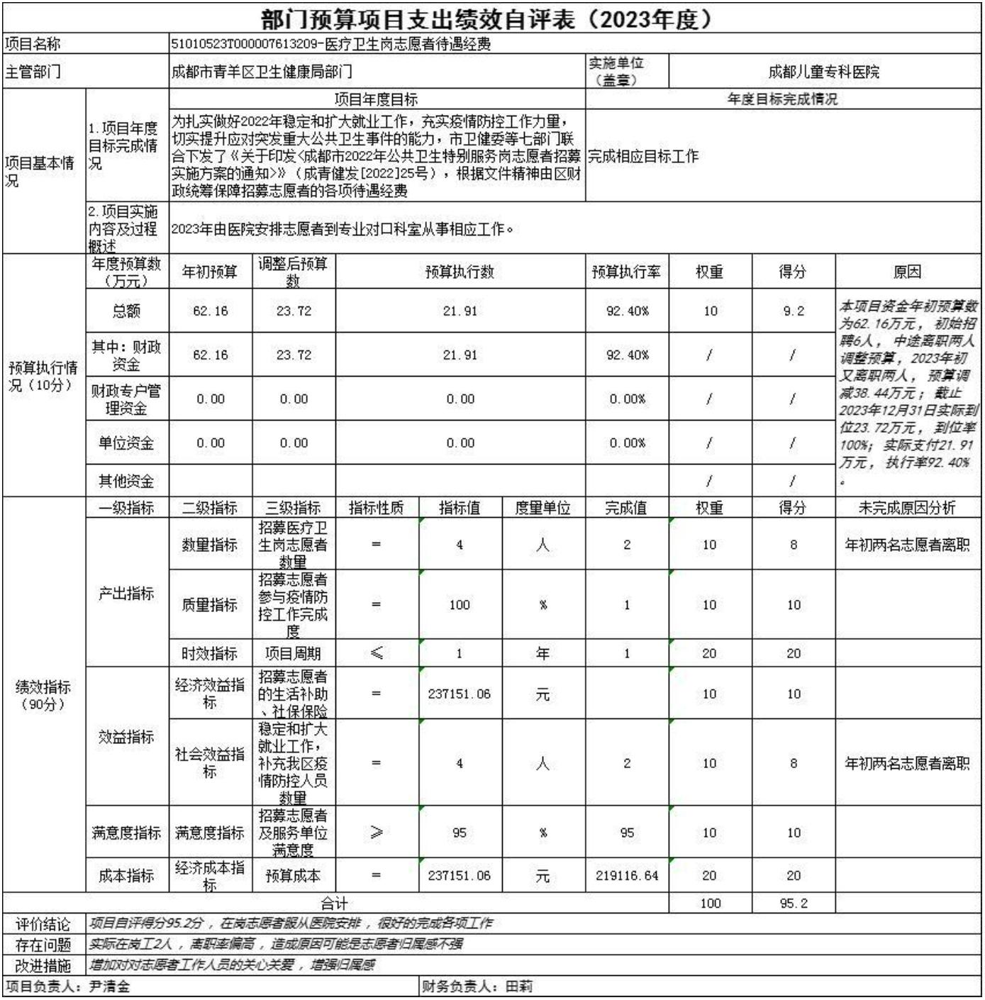 部门预算项目支出绩效自评表（2023年度）
项目名称
51010523T000007613209-医疗卫生岗志愿者待遇经费
主管部门
成都市青羊区卫生健康局部门
实施单位
（盖章）
成都儿童专科医院
项目基本情
况
1.项目年度
目标完成情
况
项目年度目标
年度目标完成情况
为扎实做好2022年稳定和扩大就业工作，充实疫情防控工作力量，
切实提升应对突发重大公共卫生事件的能力，市卫健委等七部门联
合下发了《关于印发<成都市2022年公共卫生特别服务岗志愿者招募
实施方案的通知>》（成青健发[2022]25号），根据文件精神由区财
政统筹保障招募志愿者的各项待遇经费
完成相应目标工作
2.项目实施
内容及过程
概述
2023年由医院安排志愿者到专业对口科室从事相应工作。
预算执行情
况（10分）
年度预算数
（万元）
年初预算
调整后预算
数
预算执行数
预算执行率
权重
得分
原因
总额
62.16
23.72
21.91
92.40%
10
9.2
其中：财政
资金
62.16
23.72
21.91
92.40%
/
/
财政专户管
理资金
0.00
0.00
0.00
0.00%
/
/
单位资金
0.00
0.00
0.00
0.00%
/
/
其他资金
/
/
本项目资金年初预算数
为62.16万元，初始招
聘6人，中途离职两人
调整预算，2023年初
又离职两人，预算调
减38.44万元；截止
2023年12月31日实际到
位23.72万元，到位率
100%；实际支付21.91
万元，执行率92.40%
。
绩效指标
（90分）
一级指标
二级指标
三级指标
指标性质
指标值
度量单位
完成值
权重
得分
未完成原因分析
产出指标
数量指标
招募医疗卫
生岗志愿者
数量
=
4
人
2
10
8
年初两名志愿者离职
质量指标
招募志愿者
参与疫情防
控工作完成
度
=
100
%
1
10
10
时效指标
项目周期
≤
1
年
1
20
20
效益指标
经济效益指
标
招募志愿者
的生活补助
、社保保险
=
237151.06
元
10
10
社会效益指
标
稳定和扩大
就业工作，
补充我区疫
情防控人员
数量
=
4
人
2
10
8
年初两名志愿者离职
满意度指标
满意度指标
招募志愿者
及服务单位
满意度
≥
95
%
95
10
10
成本指标
经济成本指
标
预算成本
=
237151.06
元
219116.64
20
20
合计
100
95.2
评价结论
项目自评得分95.2分，在岗志愿者服从医院安排，很好的完成各项工作
存在问题
实际在岗工2人，离职率偏高，造成原因可能是志愿者归属感不强
改进措施
增加对对志愿者工作人员的关心关爱，增强归属感
项目负责人：尹清金
财务负责人：田莉